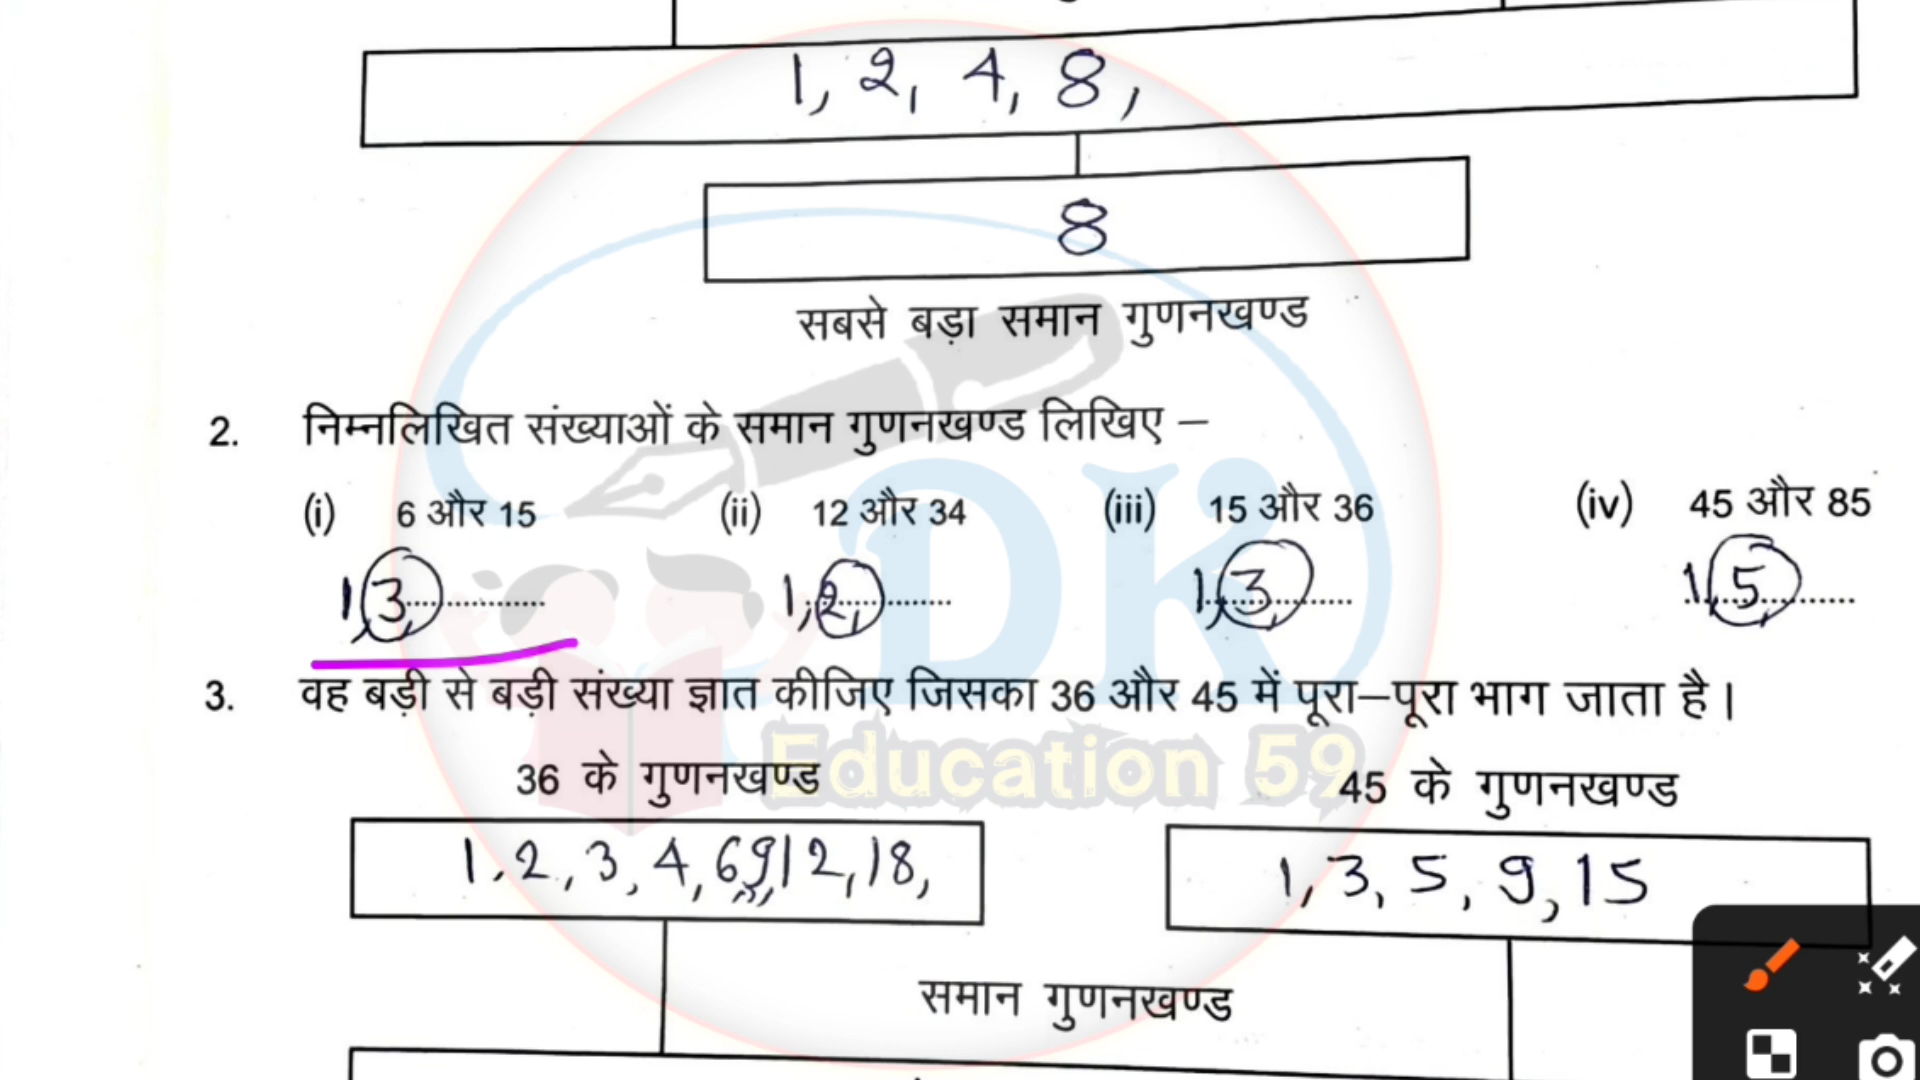 1, 2, 4, 8,
8
सबसे बड़ा समान गुणनखण्ड
2. निम्नलिखित संख्याओं के समान गुणनखण्ड लिखिए –
(i) 6 और 15 (ii) 12 और 34 (iii) 15 और 36 (iv) 45 और 85
1, 3, 1, 2, 1, 3, 1, 5,
3. वह बड़ी से बड़ी संख्या ज्ञात कीजिए जिसका 36 और 45 में पूरा–पूरा भाग जाता है।
DK
Education 59
36 के गुणनखण्ड 45 के गुणनखण्ड
1, 2, 3, 4, 6, 9, 12, 18, 1, 3, 5, 9, 15
समान गुणनखण्ड